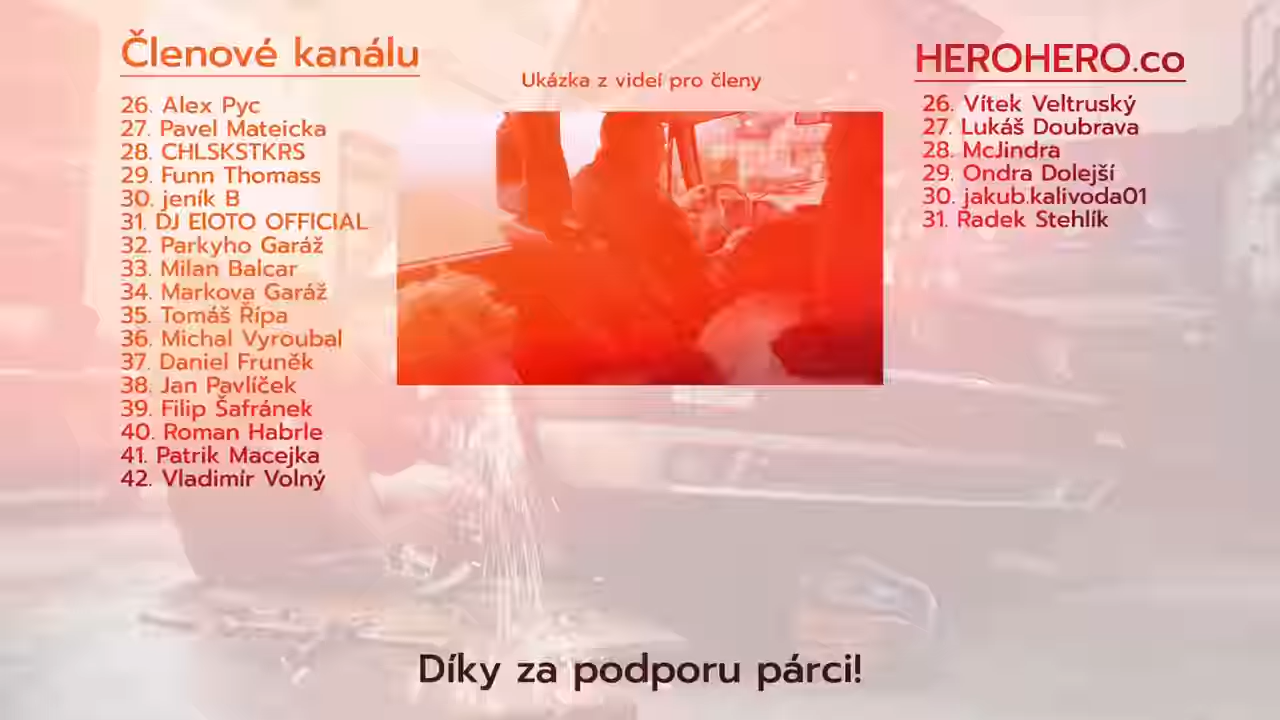 Členové kanálu
26. Alex Pyc
27. Pavel Mateicka
28. CHLSKSTKRS
29. Funn Thomass
30. jeník B
31. DJ ElOTO OFFICIAL
32. Parkyho Garáž
33. Milan Balcar
34. Markova Garáž
35. Tomáš Řípa
36. Michal Vyroubal
37. Daniel Fruněk
38. Jan Pavlíček
39. Filip Šafránek
40. Roman Habrle
41. Patrik Macejka
42. Vladimír Volný
Ukázka z videí pro členy
HEROHERO.co
26. Vítek Veltruský
27. Lukáš Doubrava
28. McJindra
29. Ondra Dolejší
30. jakub.kalivoda01
31. Radek Stehlík
Díky za podporu párci!